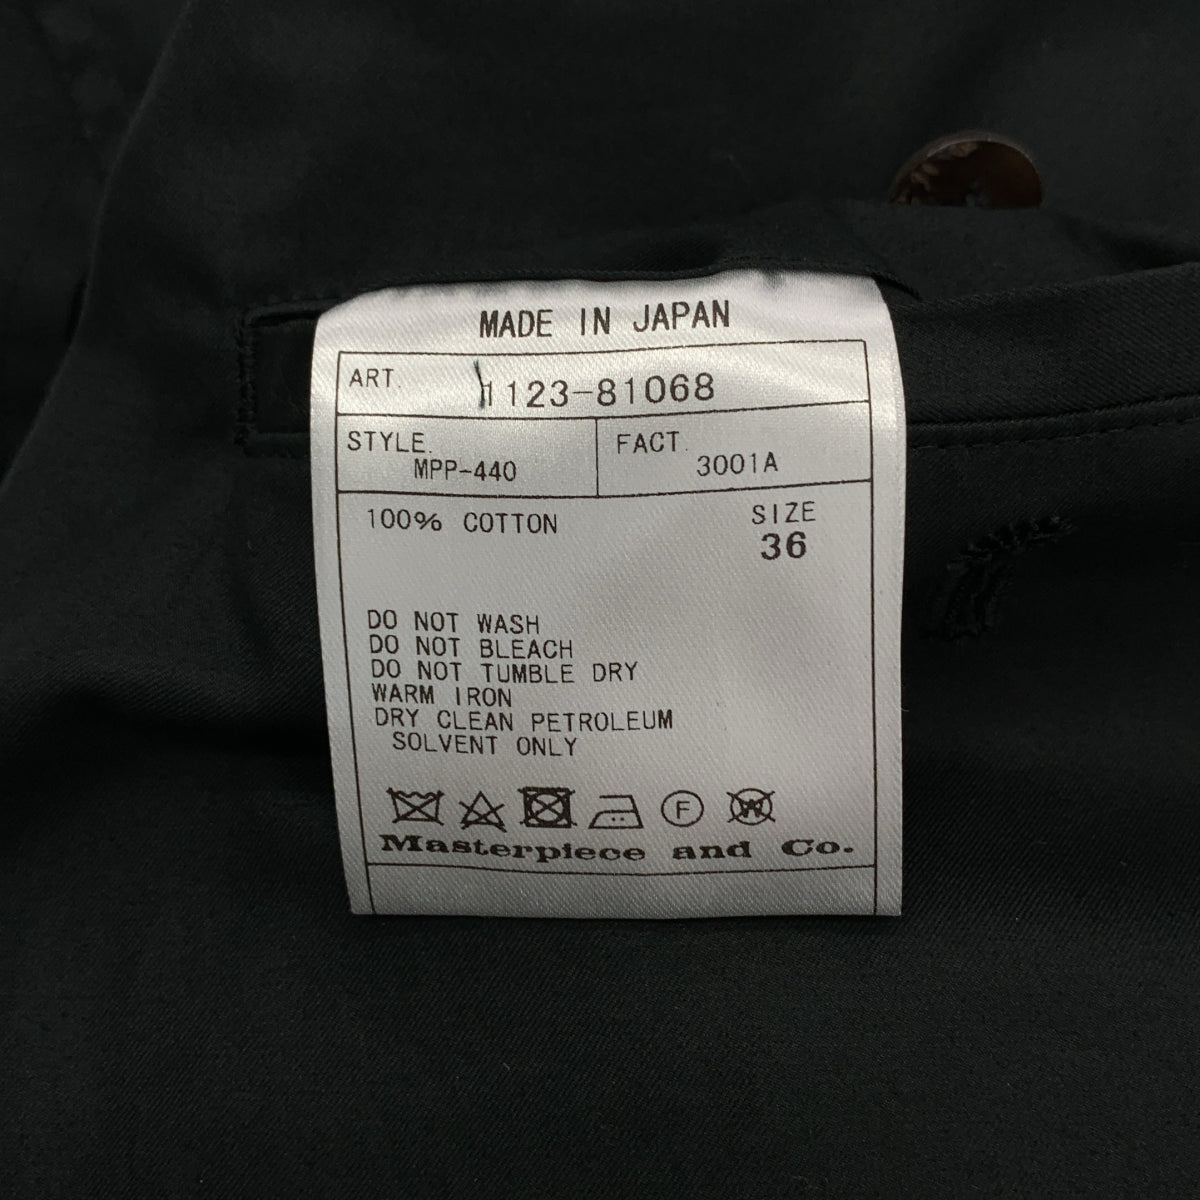 MADE IN JAPAN
ART. 1123-81068
STYLE. MPP-440
FACT. 3001A
100% COTTON
SIZE
36
DO NOT WASH
DO NOT BLEACH
DO NOT TUMBLE DRY
WARM IRON
DRY CLEAN PETROLEUM
SOLVENT ONLY
F W
Masterpiece and Co.